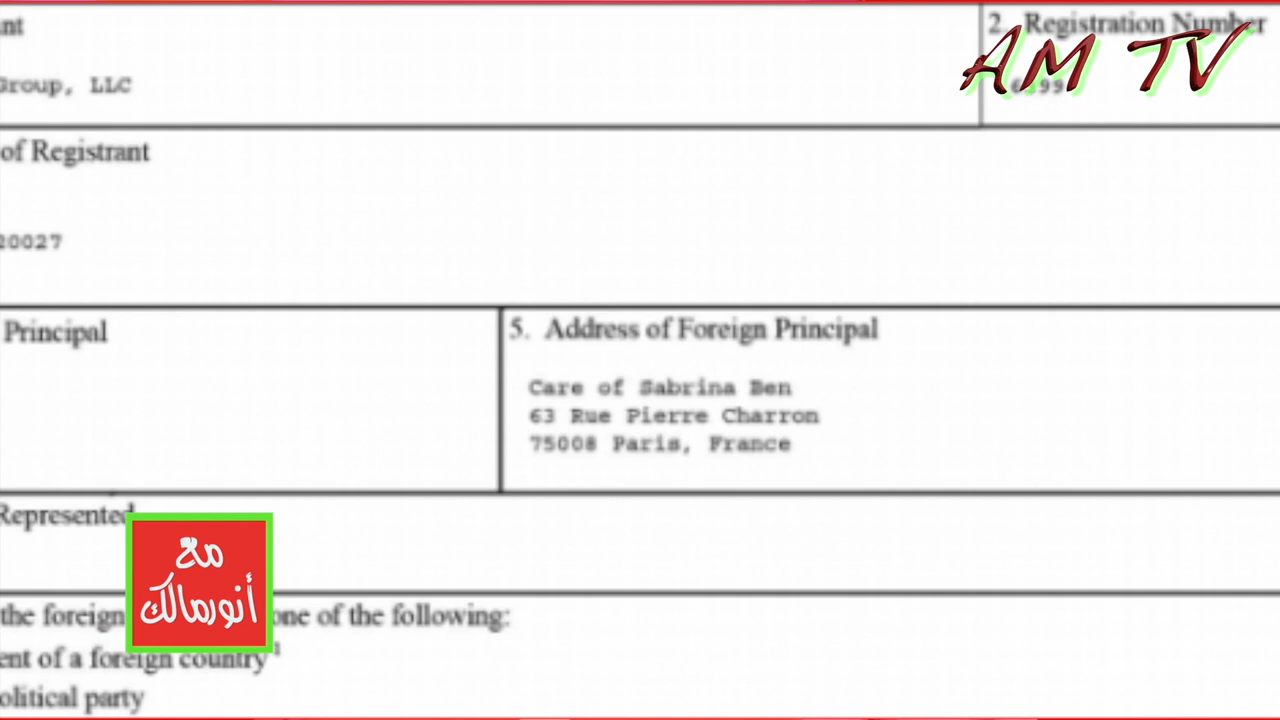 nt
2. Registration Number
AM TV
Group, LLC
of Registrant
20027
Principal
5. Address of Foreign Principal
Care of Sabrina Ben
63 Rue Pierre Charron
75008 Paris, France
Represented
مع
أنورمالك
the foreign
one of the following:
ent of a foreign country1
olitical party